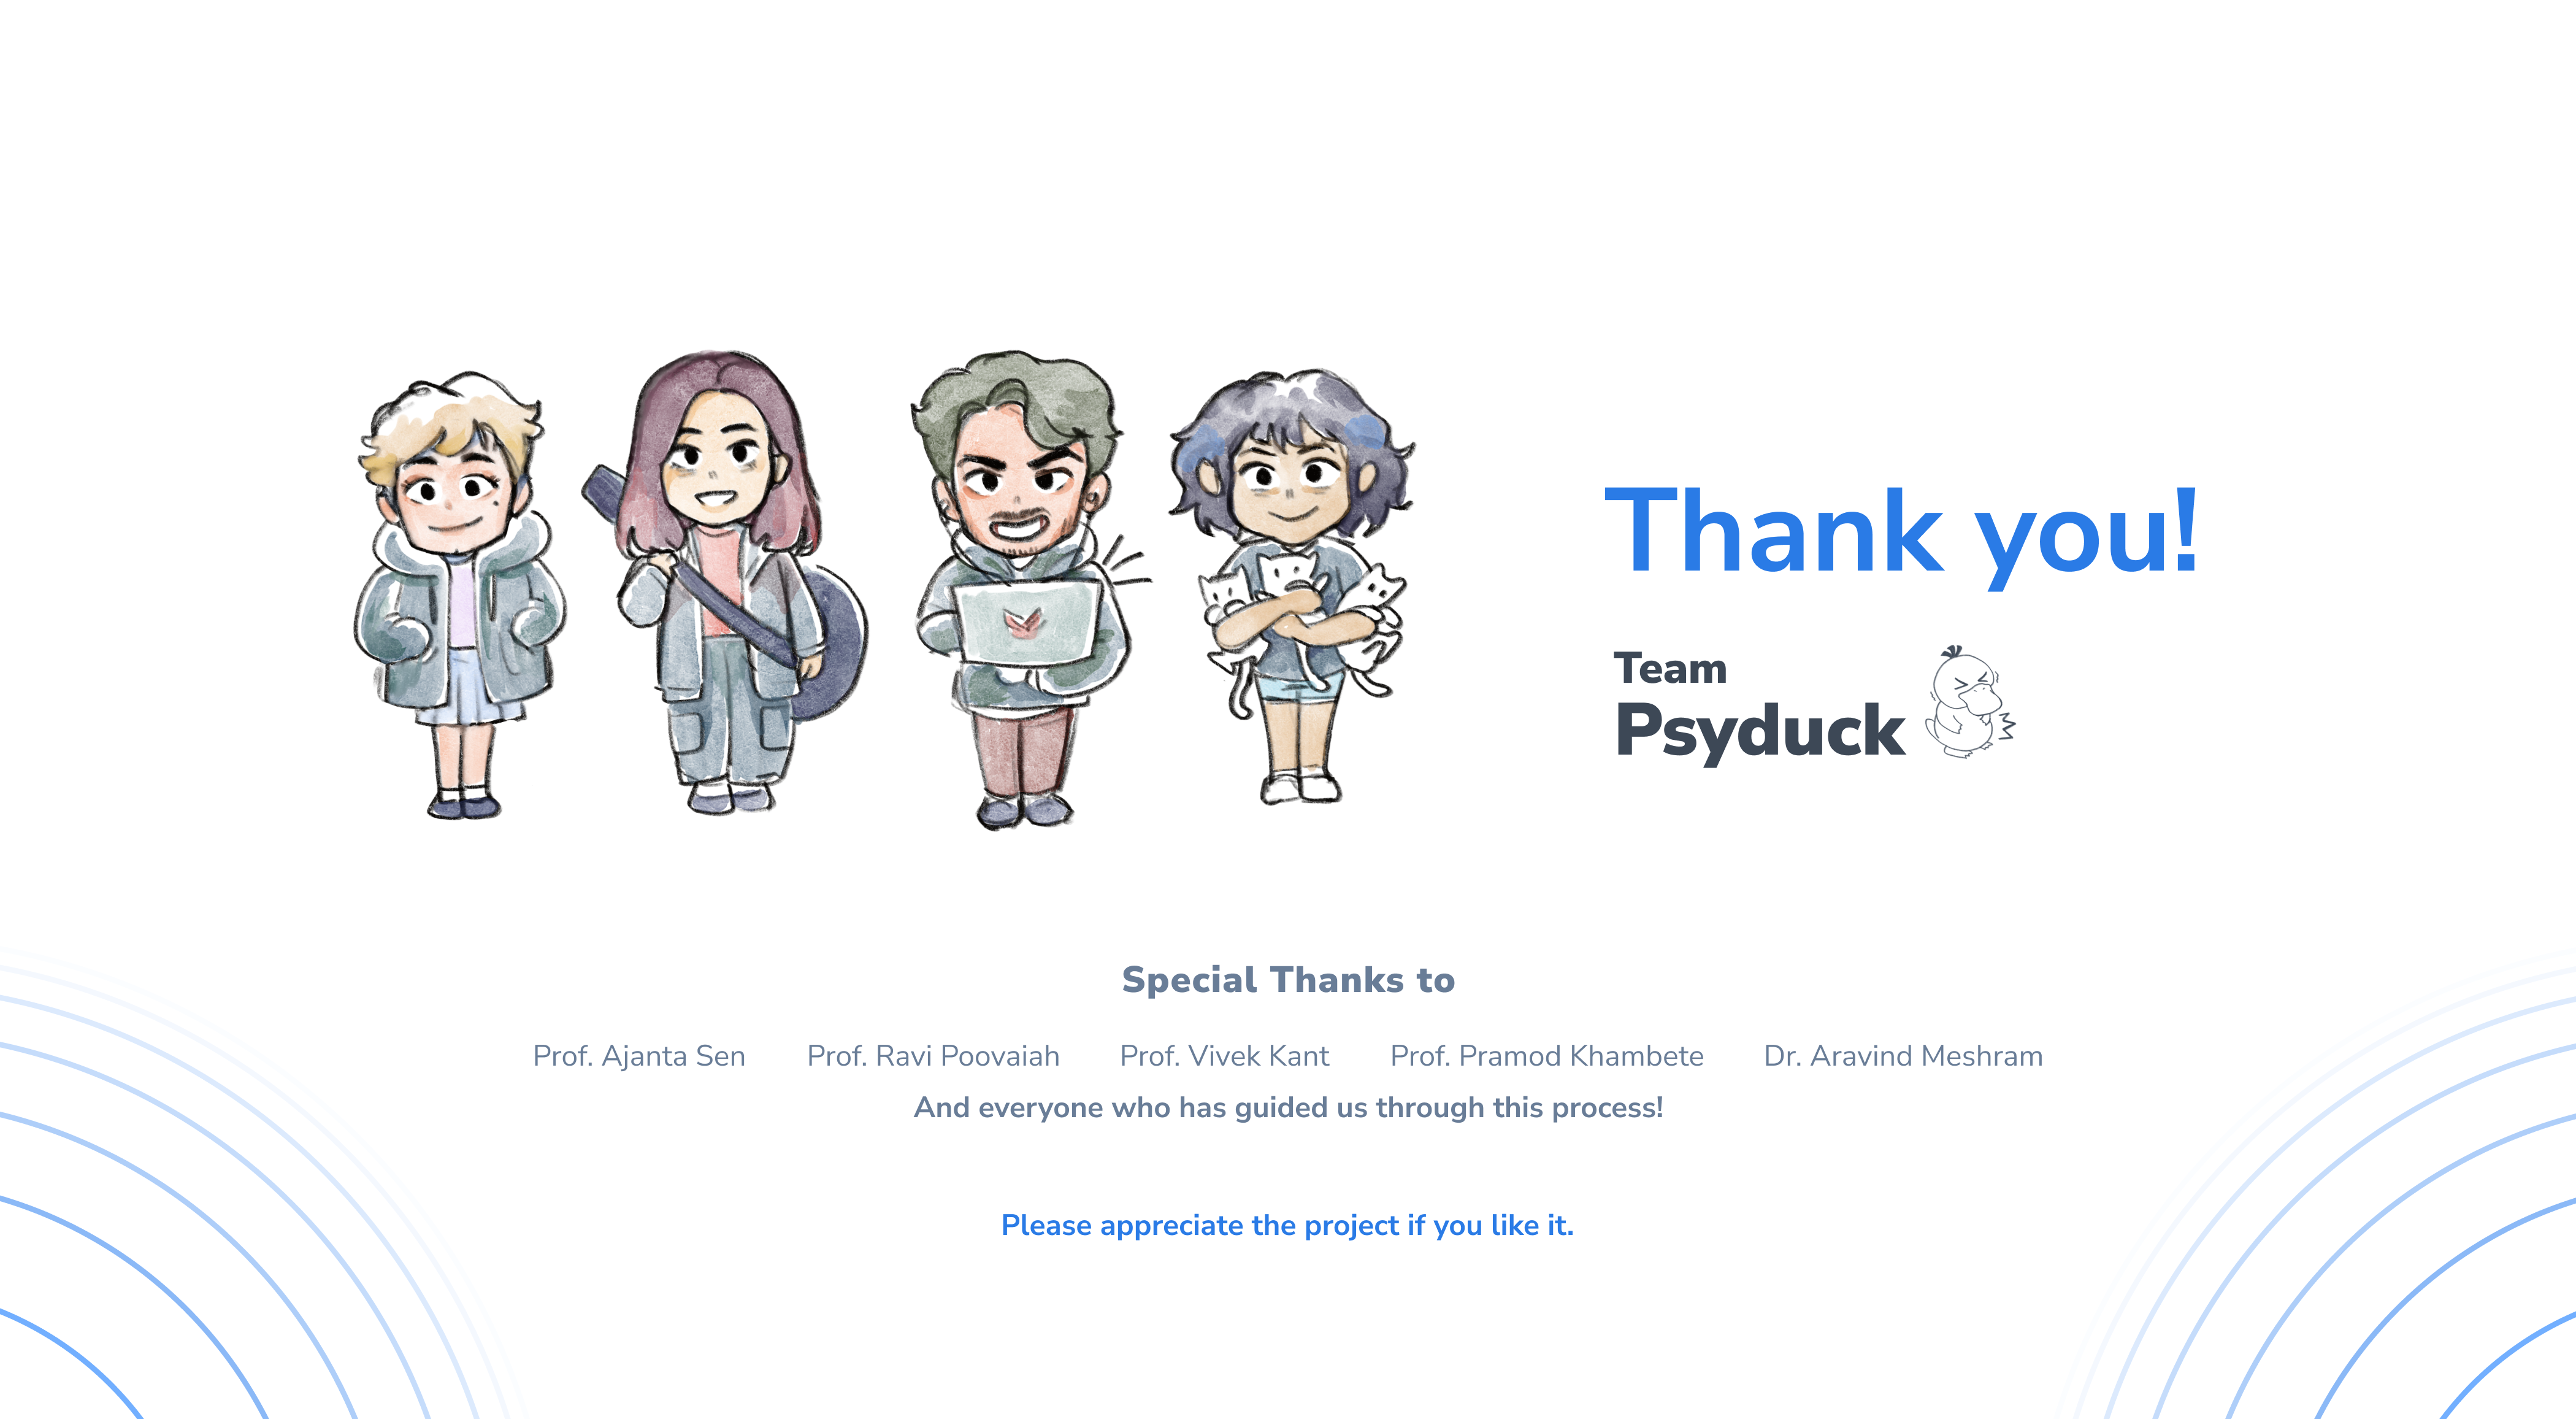 Thank you!
Team
Psyduck
Special Thanks to
Prof. Ajanta Sen Prof. Ravi Poovaiah Prof. Vivek Kant Prof. Pramod Khambete Dr. Aravind Meshram
And everyone who has guided us through this process!
Please appreciate the project if you like it.